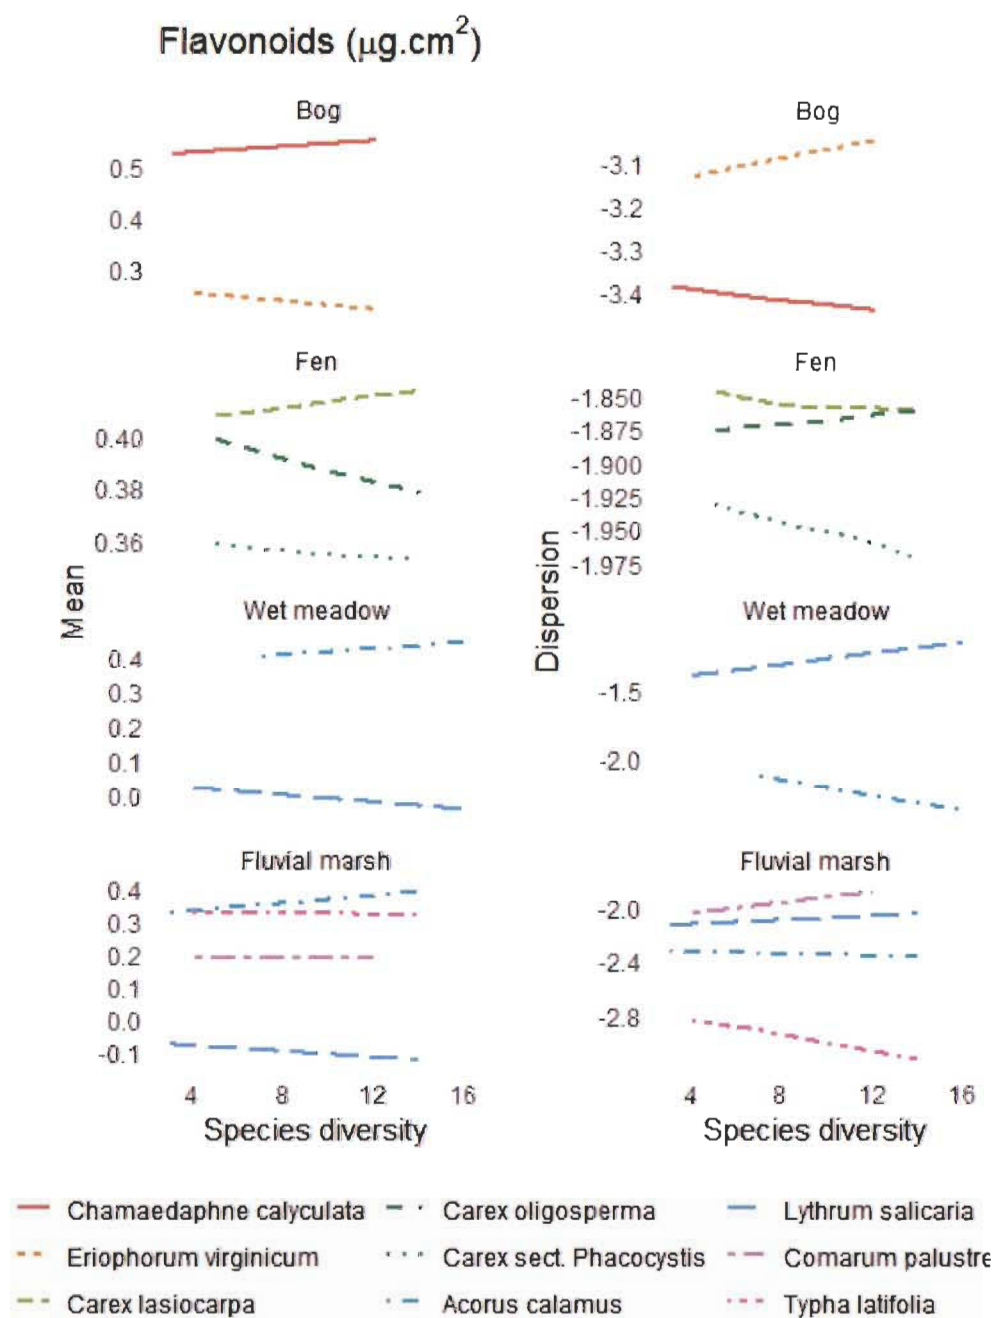 Flavonoids (µg.cm²)
Bog
Bog
0.5
0.4
0.3
-3.1
-3.2
-3.3
-3.4
Fen
Fen
0.40
0.38
0.36
-1.850
-1.875
-1.900
-1.925
-1.950
-1.975
Mean
Dispersion
Wet meadow
Wet meadow
0.4
0.3
0.2
0.1
0.0
-1.5
-2.0
Fluvial marsh
Fluvial marsh
0.4
0.3
0.2
0.1
0.0
-0.1
-2.0
-2.4
-2.8
4 8 12 16
4 8 12 16
Species diversity
Species diversity
Chamaedaphne calyculata Carex oligosperma Lythrum salicaria
Eriophorum virginicum Carex sect. Phacocystis Comarum palustre
Carex lasiocarpa Acorus calamus Typha latifolia